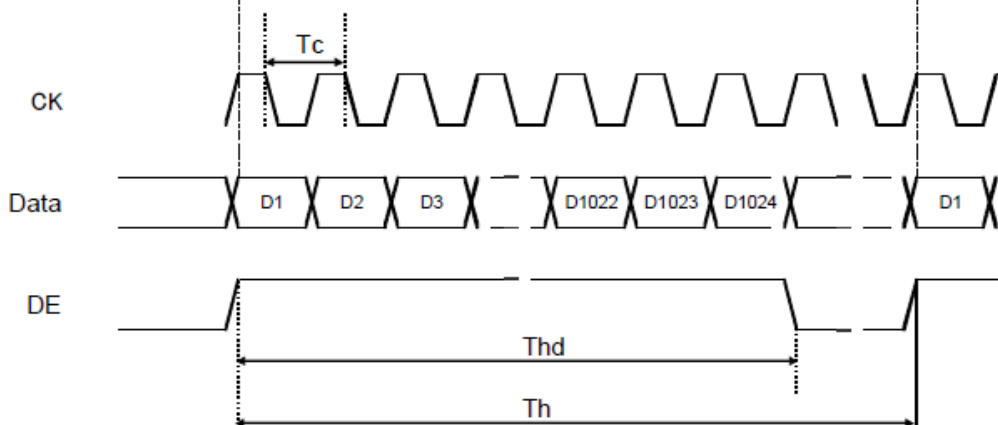 Tc
CK
Data D1 D2 D3 D1022 D1023 D1024 D1
DE
Thd
Th